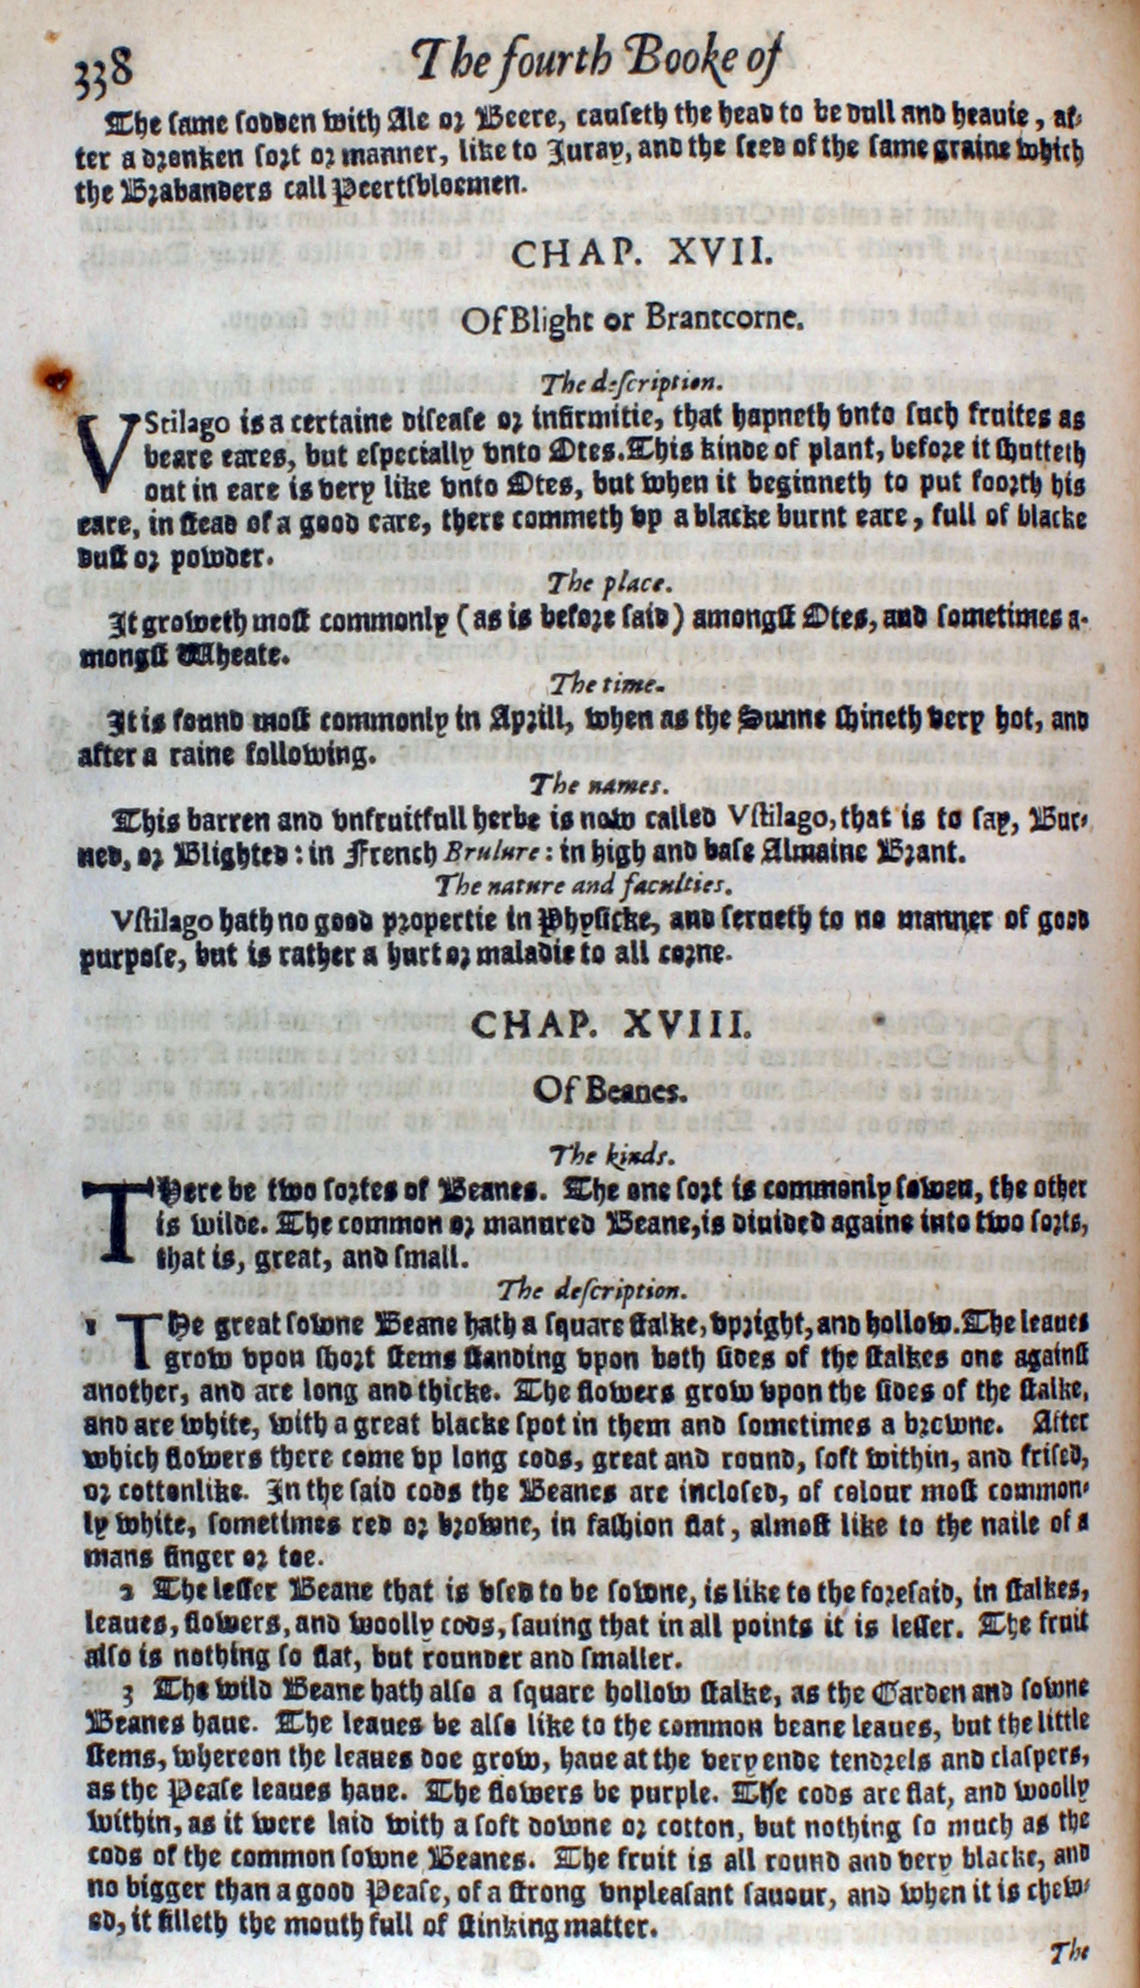 338
The fourth Booke of
The same sodden with Ale or Beere, causeth the head to be dull and heauie, af-
ter a dronken sort or manner, like to Juray, and the seed of the same graine which
the Brabanders call Peertsbloemen.
CHAP. XVII.
Of Blight or Brantcorne.
The description.
VStilago is a certaine disease or infirmitie, that hapneth vnto such fruites as
beare eares, but especially vnto Otes. This kinde of plant, before it shutteth
out in eare is very like vnto Otes, but when it beginneth to put foorth his
eare, in stead of a good eare, there commeth vp a blacke burnt eare, full of blacke
dust or powder.
The place.
It groweth most commonly (as is before said) amongst Otes, and sometimes a-
mongst Wheate.
The time.
It is found most commonly in Aprill, when as the Sunne shineth very hot, and
after a raine following.
The names.
This barren and vnfruitfull herbe is now called Vstilago, that is to say, Bur-
ned, or Blighted: in French Brulure: in high and base Almaine Brant.
The nature and faculties.
Vstilago hath no good propertie in Physicke, and serueth to no manner of good
purpose, but is rather a hurt or maladie to all corne.
CHAP. XVIII.
Of Beanes.
The kinds.
THere be two sortes of Beanes. The one sort is commonly sowen, the other
is wilde. The common or manured Beane, is diuided againe into two sorts,
that is, great, and small.
The description.
1 THe great sowne Beane hath a square stalke, vpright, and hollow. The leaues
grow vpon short stems standing vpon both sides of the stalkes one against
another, and are long and thicke. The flowers grow vpon the sides of the stalke,
and are white, with a great blacke spot in them and sometimes a browne. After
which flowers there come vp long cods, great and round, soft within, and frised,
or cottonlike. In the said cods the Beanes are inclosed, of colour most common-
ly white, sometimes red or browne, in fashion flat, almost like to the naile of a
mans finger or toe.
2 The lesser Beane that is vsed to be sowne, is like to the foresaid, in stalkes,
leaues, flowers, and woolly cods, sauing that in all points it is lesser. The fruit
also is nothing so flat, but rounder and smaller.
3 The wild Beane hath also a square hollow stalke, as the Garden and sowne
Beanes haue. The leaues be also like to the common beane leaues, but the little
stems, whereon the leaues doe grow, haue at the very ende tendrels and claspers,
as the Pease leaues haue. The flowers be purple. The cods are flat, and woolly
within, as it were laid with a soft downe or cotton, but nothing so much as the
cods of the common sowne Beanes. The fruit is all round and very blacke, and
no bigger than a good Pease, of a strong vnpleasant sauour, and when it is chew-
ed, it filleth the mouth full of stinking matter.
The